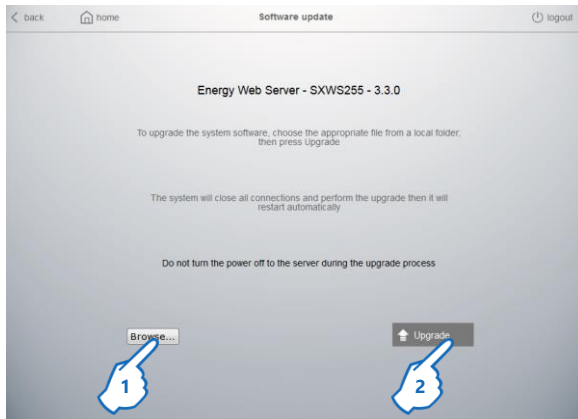 back home Software update logout
Energy Web Server - SXWS255 - 3.3.0
To upgrade the system software, choose the appropriate file from a local folder,
then press Upgrade
The system will close all connections and perform the upgrade then it will
restart automatically
Do not turn the power off to the server during the upgrade process
Browse... Upgrade
1 2